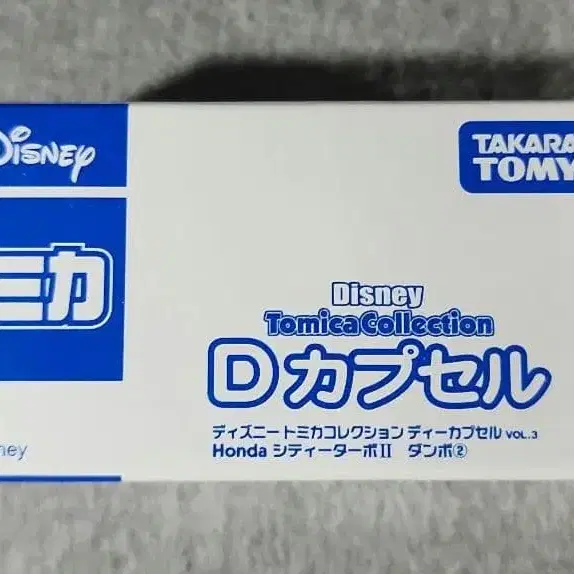 Disney
TAKARA
TOMY
ミカ
Disney
Tomica Collection
Dカプセル
ディズニートミカコレクション ディーカプセル VOL.3
Honda シティーターボⅡ ダンボ②
ney